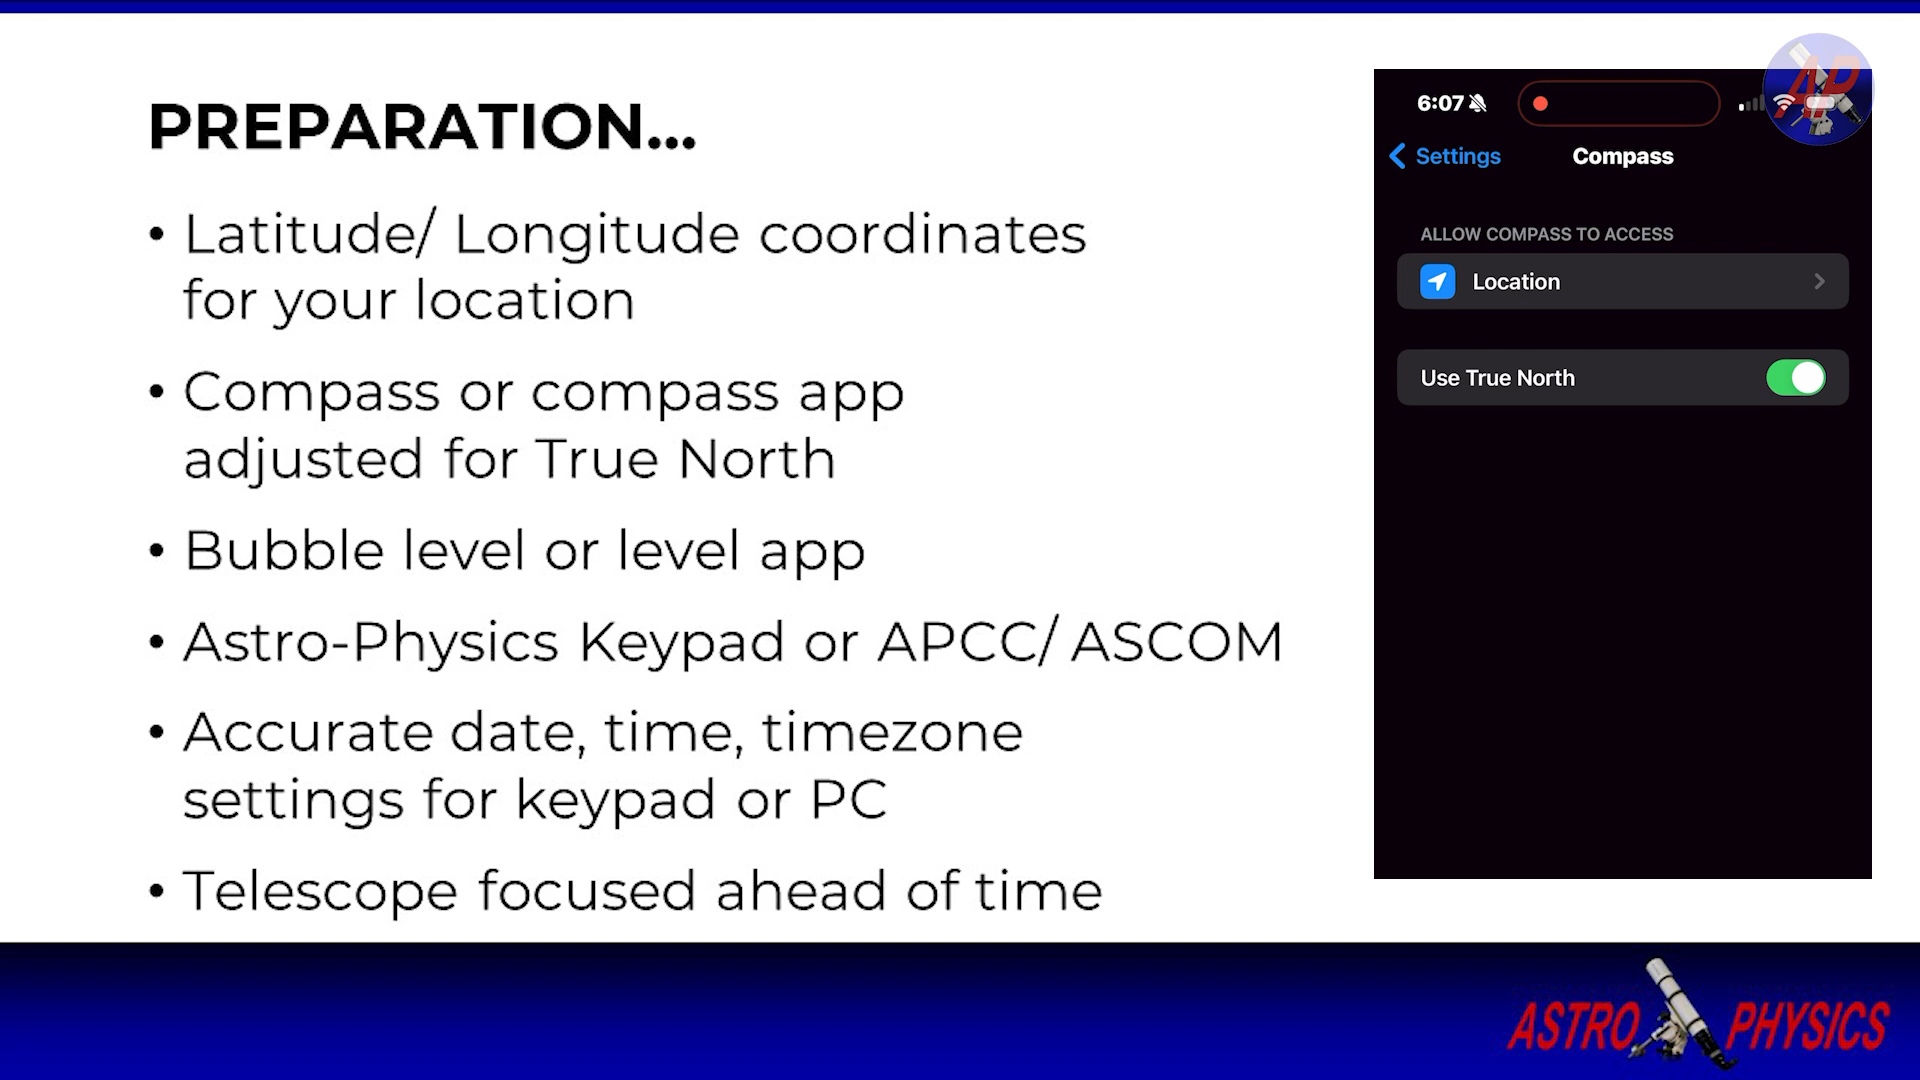 PREPARATION...
• Latitude/ Longitude coordinates
for your location
• Compass or compass app
adjusted for True North
• Bubble level or level app
• Astro-Physics Keypad or APCC/ ASCOM
• Accurate date, time, timezone
settings for keypad or PC
• Telescope focused ahead of time
6:07
AP
Settings
Compass
ALLOW COMPASS TO ACCESS
Location
Use True North
ASTRO PHYSICS